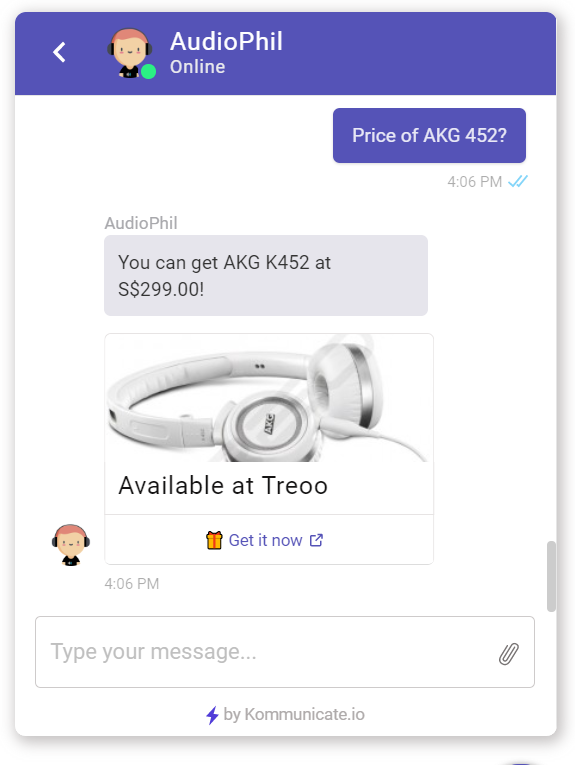 AudioPhil
Online
Price of AKG 452?
4:06 PM
AudioPhil
You can get AKG K452 at
S$299.00!
AKG
Available at Treoo
Get it now
4:06 PM
Type your message...
by Kommunicate.io